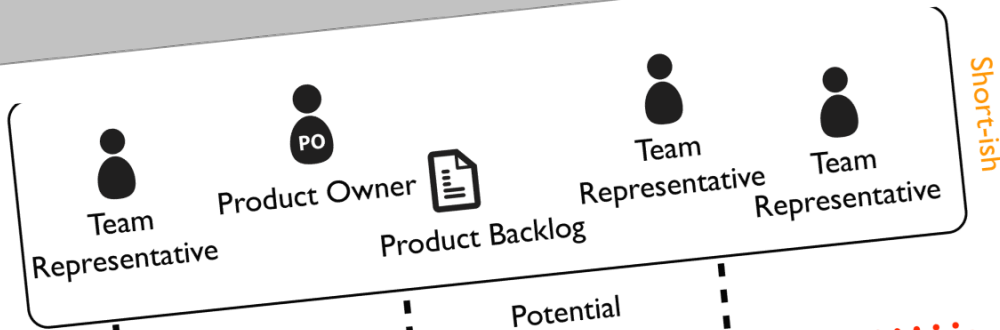 PO
Product Owner
Team
Representative
Product Backlog
Team
Representative
Team
Representative
Short-ish
Potential